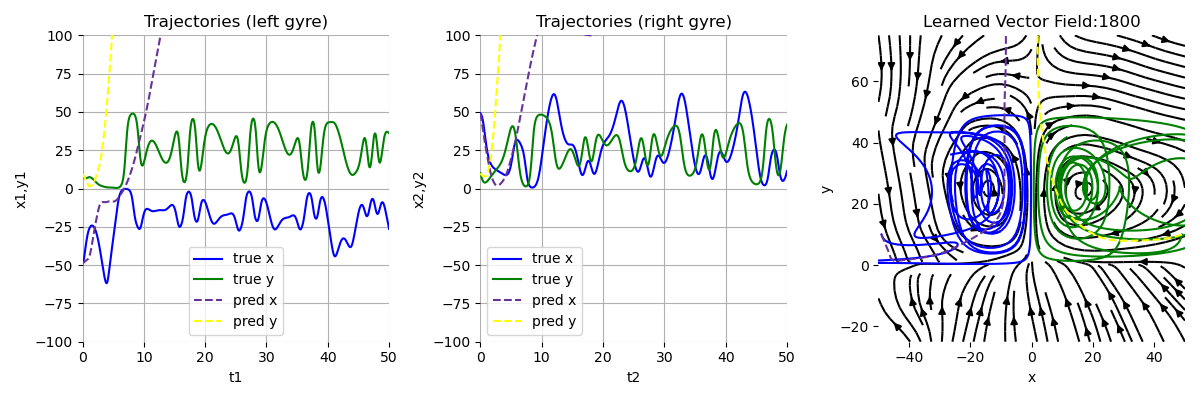 Trajectories (left gyre)
100
75
50
25
0
−25
−50
−75
−100
0
10
20
30
40
50
x1,y1
t1
true x
true y
pred x
pred y
Trajectories (right gyre)
100
75
50
25
0
−25
−50
−75
−100
0
10
20
30
40
50
x2,y2
t2
true x
true y
pred x
pred y
Learned Vector Field:1800
60
40
20
0
−20
−40
−20
0
20
40
y
x